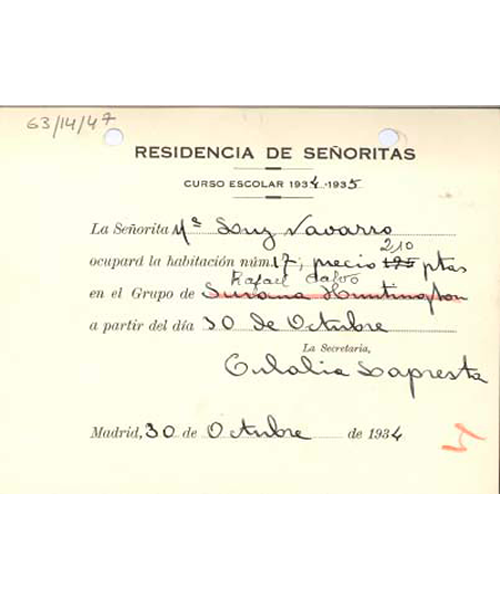 63/14/47
RESIDENCIA DE SEÑORITAS
CURSO ESCOLAR 1934-1935
La Señorita Mª Navarro
210
ocupará la habitación núm. 17; precio 195 ptas
Rafael Calvo
en el Grupo de Susana Huntington
a partir del día 30 de Octubre
La Secretaria,
Eulalia Lapresta
Madrid, 30 de Octubre de 1934